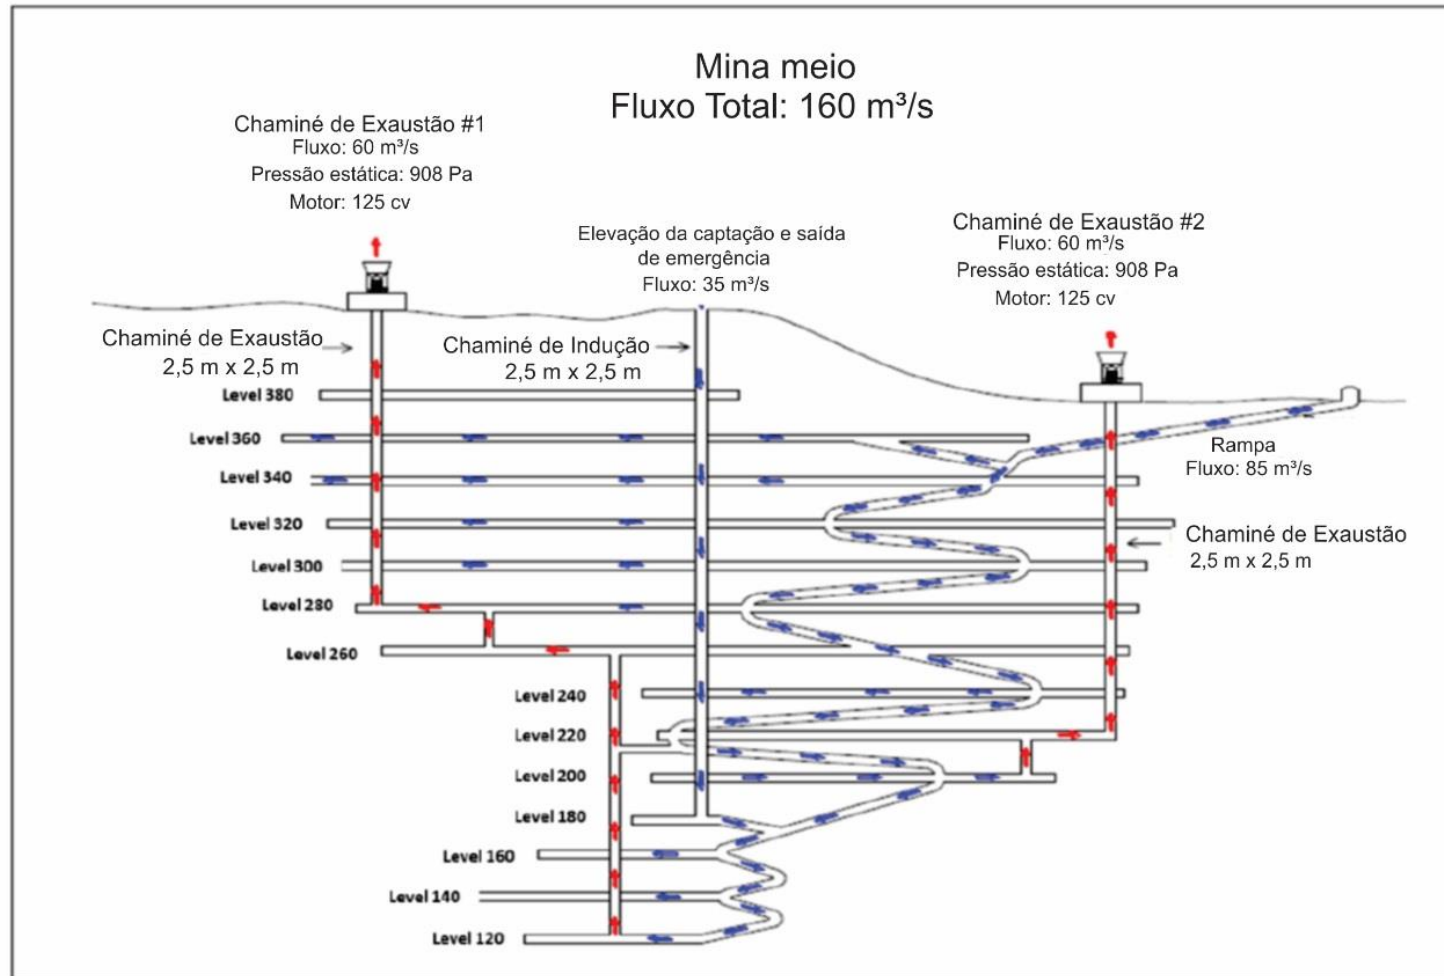 Mina meio
Fluxo Total: 160 m³/s
Chaminé de Exaustão #1
Fluxo: 60 m³/s
Pressão estática: 908 Pa
Motor: 125 cv
Elevação da captação e saída
de emergência
Fluxo: 35 m³/s
Chaminé de Exaustão #2
Fluxo: 60 m³/s
Pressão estática: 908 Pa
Motor: 125 cv
Chaminé de Exaustão
2,5 m x 2,5 m
Chaminé de Indução
2,5 m x 2,5 m
Level 380
Level 360
Rampa
Fluxo: 85 m³/s
Level 340
Level 320
Chaminé de Exaustão
2,5 m x 2,5 m
Level 300
Level 280
Level 260
Level 240
Level 220
Level 200
Level 180
Level 160
Level 140
Level 120